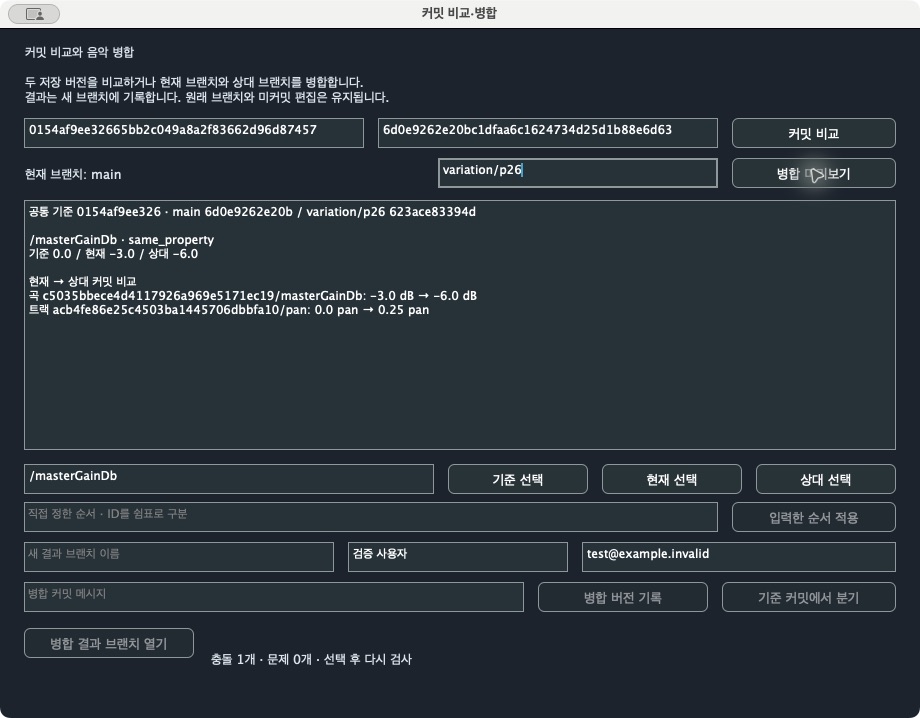 커밋 비교·병합
커밋 비교와 음악 병합
두 저장 버전을 비교하거나 현재 브랜치와 상대 브랜치를 병합합니다.
결과는 새 브랜치에 기록합니다. 원래 브랜치와 미커밋 편집은 유지됩니다.
0154af9ee32665bb2c049a8a2f83662d96d87457
6d0e9262e20bc1dfaa6c1624734d25d1b88e6d63
커밋 비교
현재 브랜치: main
variation/p26
병합 미리보기
공통 기준 0154af9ee326 · main 6d0e9262e20b / variation/p26 623ace83394d
/masterGainDb · same_property
기준 0.0 / 현재 -3.0 / 상대 -6.0
현재 → 상대 커밋 비교
곡 c5035bbece4d4117926a969e5171ec19/masterGainDb: -3.0 dB → -6.0 dB
트랙 acb4fe86e25c4503ba1445706dbbfa10/pan: 0.0 pan → 0.25 pan
/masterGainDb
기준 선택
현재 선택
상대 선택
직접 정한 순서 · ID를 쉼표로 구분
입력한 순서 적용
새 결과 브랜치 이름
검증 사용자
test@example.invalid
병합 커밋 메시지
병합 버전 기록
기준 커밋에서 분기
병합 결과 브랜치 열기
충돌 1개 · 문제 0개 · 선택 후 다시 검사